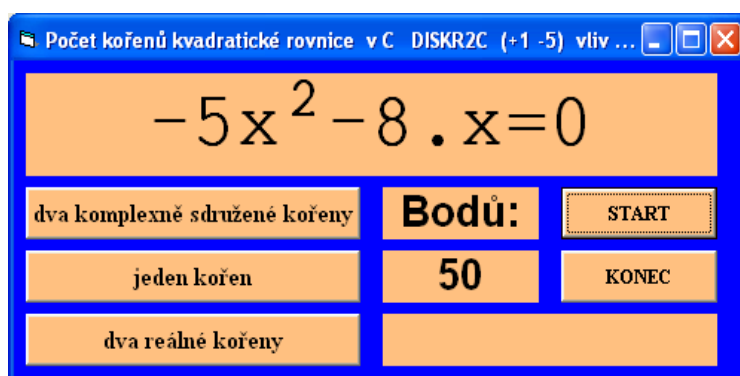 Počet kořenů kvadratické rovnice v C DISKR2C (+1 -5) vliv ...
-5x²-8.x=0
dva komplexně sdružené kořeny
Bodů:
START
jeden kořen
50
KONEC
dva reálné kořeny